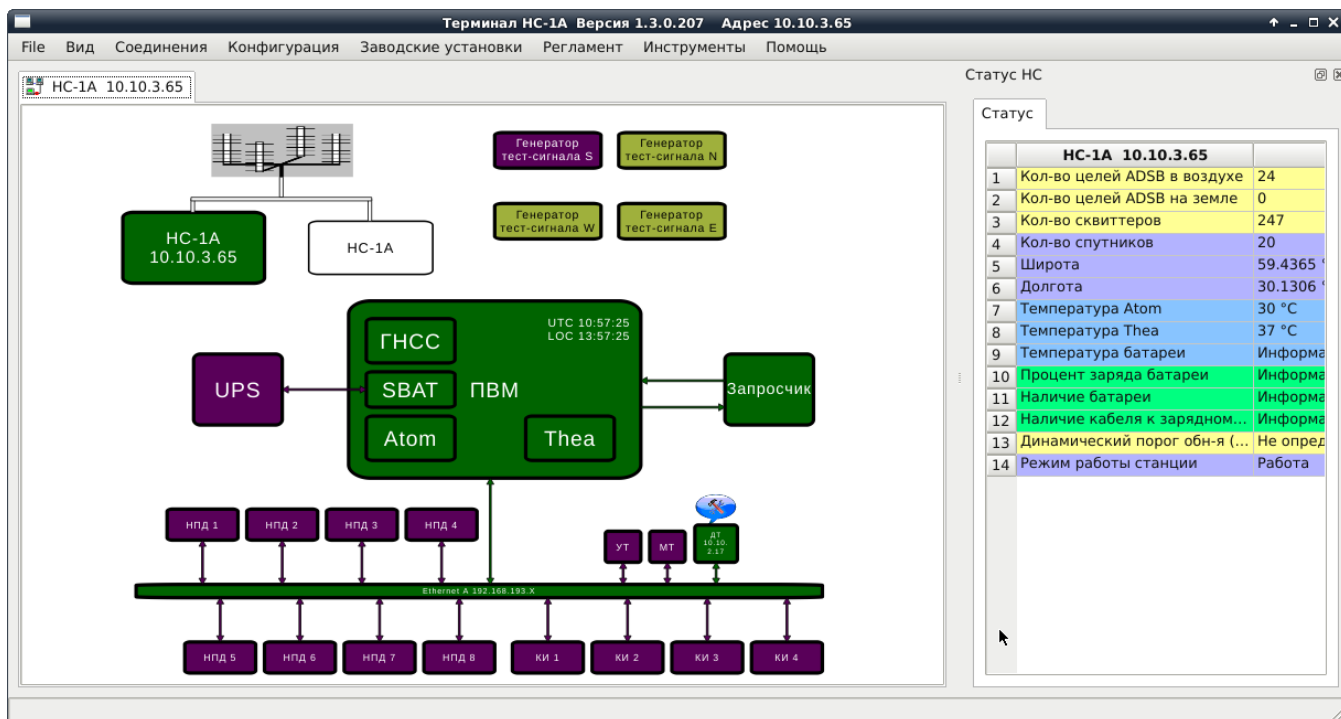 Терминал НС-1А Версия 1.3.0.207 Адрес 10.10.3.65
File Вид Соединения Конфигурация Заводские установки Регламент Инструменты Помощь
НС-1А 10.10.3.65
Генератор
тест-сигнала S
Генератор
тест-сигнала N
Генератор
тест-сигнала W
Генератор
тест-сигнала E
НС-1А
10.10.3.65
НС-1А
UTC 10:57:25
LOC 13:57:25
ГНСС
SBAT
ПВМ
Atom
Thea
UPS
Запросчик
НПД 1
НПД 2
НПД 3
НПД 4
УТ
МТ
ДТ
10.10.
2.17
Ethernet A 192.168.193.X
НПД 5
НПД 6
НПД 7
НПД 8
КИ 1
КИ 2
КИ 3
КИ 4
Статус НС
Статус
НС-1А 10.10.3.65
1 Кол-во целей ADSB в воздухе 24
2 Кол-во целей ADSB на земле 0
3 Кол-во сквиттеров 247
4 Кол-во спутников 20
5 Широта 59.4365 °
6 Долгота 30.1306 °
7 Температура Atom 30 °C
8 Температура Thea 37 °C
9 Температура батареи Информа
10 Процент заряда батареи Информа
11 Наличие батареи Информа
12 Наличие кабеля к зарядном... Информа
13 Динамический порог обн-я (... Не опред
14 Режим работы станции Работа